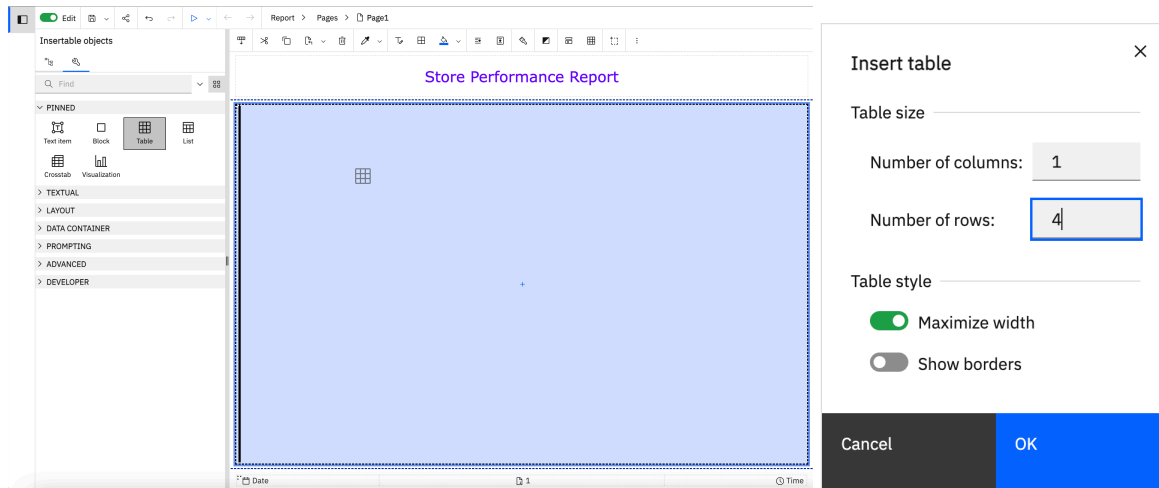 Edit
Report > Pages > Page1
Insertable objects
Find
PINNED
Text item Block Table List
Crosstab Visualization
TEXTUAL
LAYOUT
DATA CONTAINER
PROMPTING
ADVANCED
DEVELOPER
Store Performance Report
Date 1 Time
Insert table
Table size
Number of columns: 1
Number of rows: 4
Table style
Maximize width
Show borders
Cancel OK